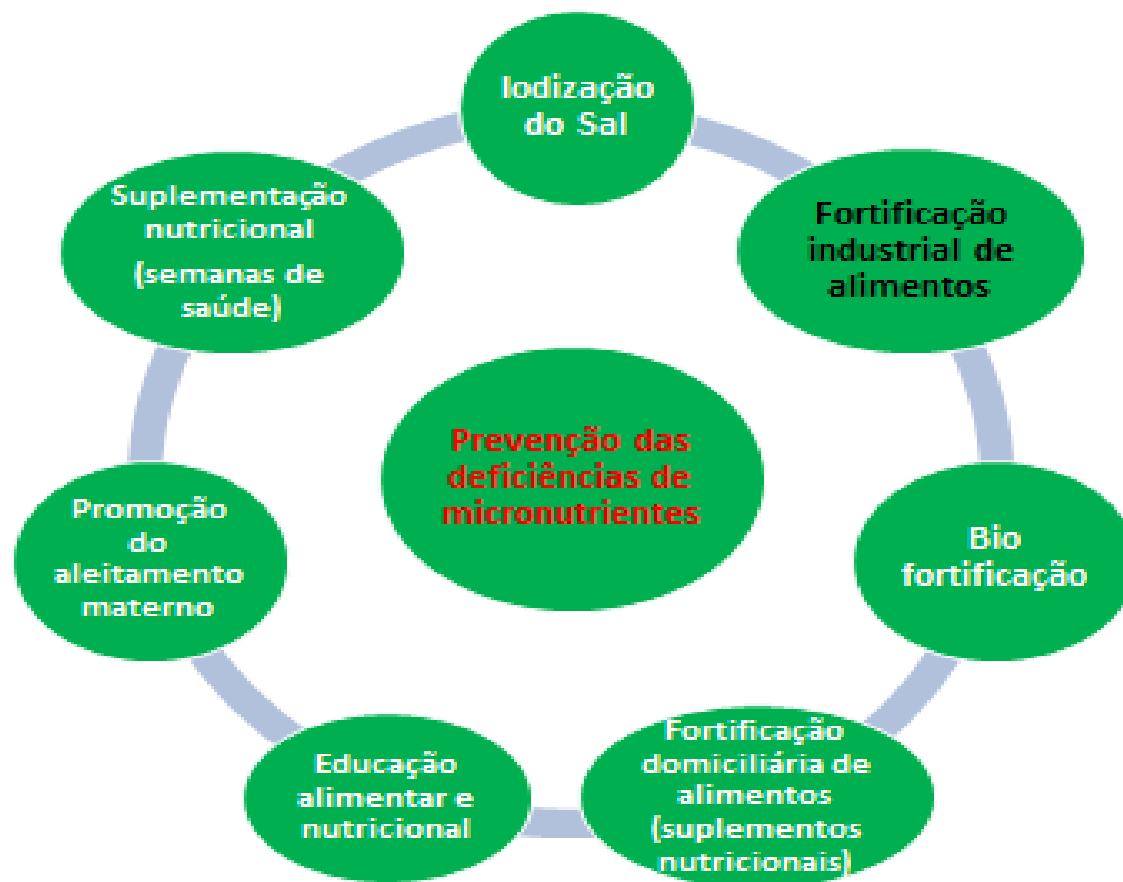 Iodização
do Sal
Fortificação
industrial de
alimentos
Bio
fortificação
Fortificação
domiciliária de
alimentos
(suplementos
nutricionais)
Educação
alimentar e
nutricional
Promoção
do
aleitamento
materno
Suplementação
nutricional
(semanas de
saúde)
Prevenção das
deficiências de
micronutrientes